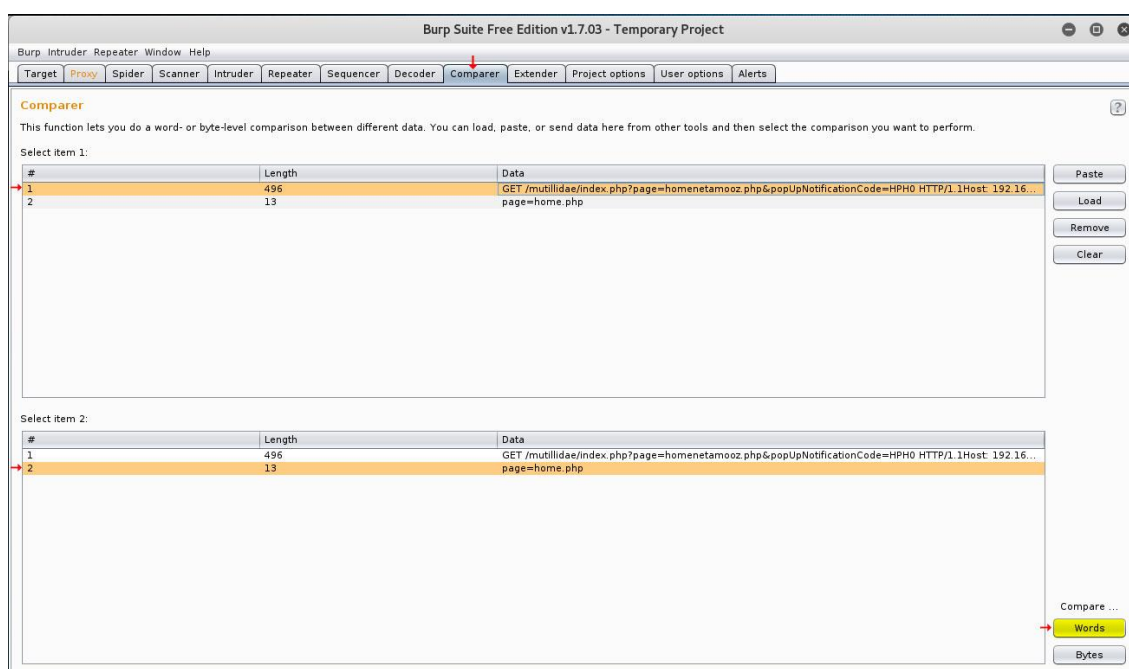 Burp Suite Free Edition v1.7.03 - Temporary Project
Burp Intruder Repeater Window Help
Target Proxy Spider Scanner Intruder Repeater Sequencer Decoder Comparer Extender Project options User options Alerts
Comparer
?
This function lets you do a word- or byte-level comparison between different data. You can load, paste, or send data here from other tools and then select the comparison you want to perform.
Select item 1:
# Length Data
1 496 GET /mutillidae/index.php?page=homenetamooz.php&popUpNotificationCode=HPH0 HTTP/1.1Host: 192.16...
2 13 page=home.php
Paste
Load
Remove
Clear
Select item 2:
# Length Data
1 496 GET /mutillidae/index.php?page=homenetamooz.php&popUpNotificationCode=HPH0 HTTP/1.1Host: 192.16...
2 13 page=home.php
Compare ...
Words
Bytes